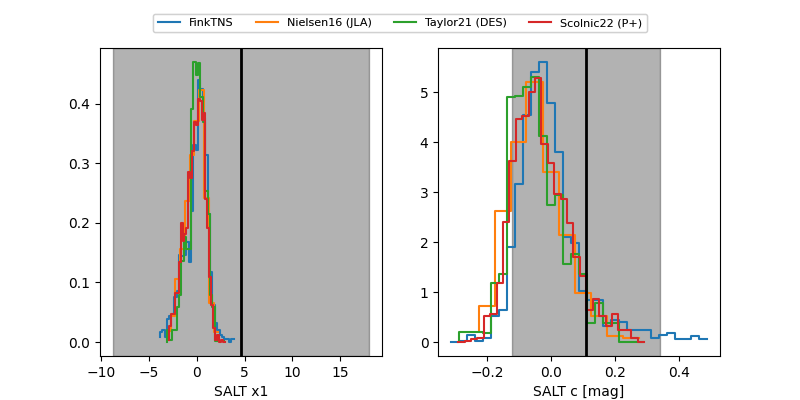 FinkTNS Nielsen16 (JLA) Taylor21 (DES) Scolnic22 (P+)
0.4
0.3
0.2
0.1
0.0
−10 −5 0 5 10 15
SALT x1
5
4
3
2
1
0
−0.2 0.0 0.2 0.4
SALT c [mag]